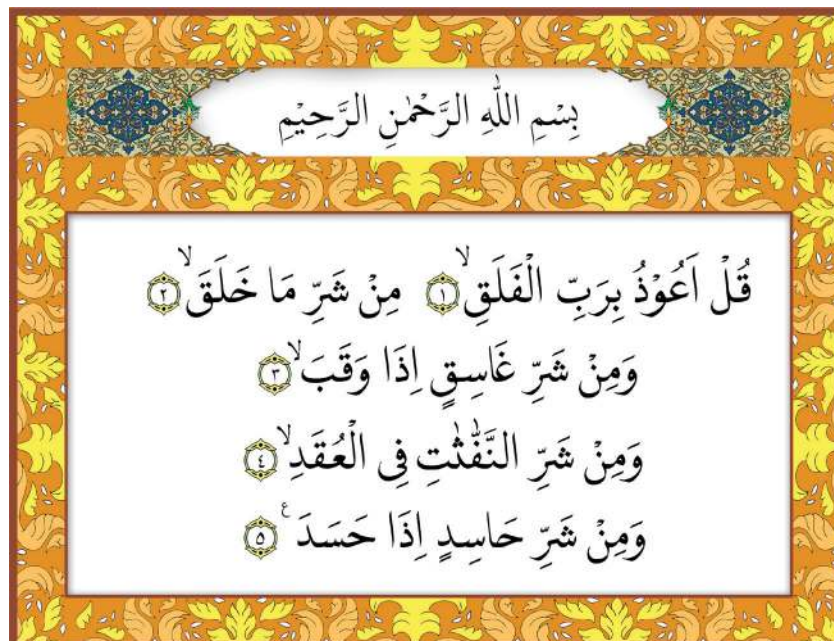 بِسْمِ اللّٰهِ الرَّحْمٰنِ الرَّحِيْمِ
قُلْ اَعُوْذُ بِرَبِّ الْفَلَقِۙ ١ مِنْ شَرِّ مَا خَلَقَۙ ٢
وَمِنْ شَرِّ غَاسِقٍ اِذَا وَقَبَۙ ٣
وَمِنْ شَرِّ النَّفّٰثٰتِ فِى الْعُقَدِۙ ٤
وَمِنْ شَرِّ حَاسِدٍ اِذَا حَسَدَ ࣖ ٥